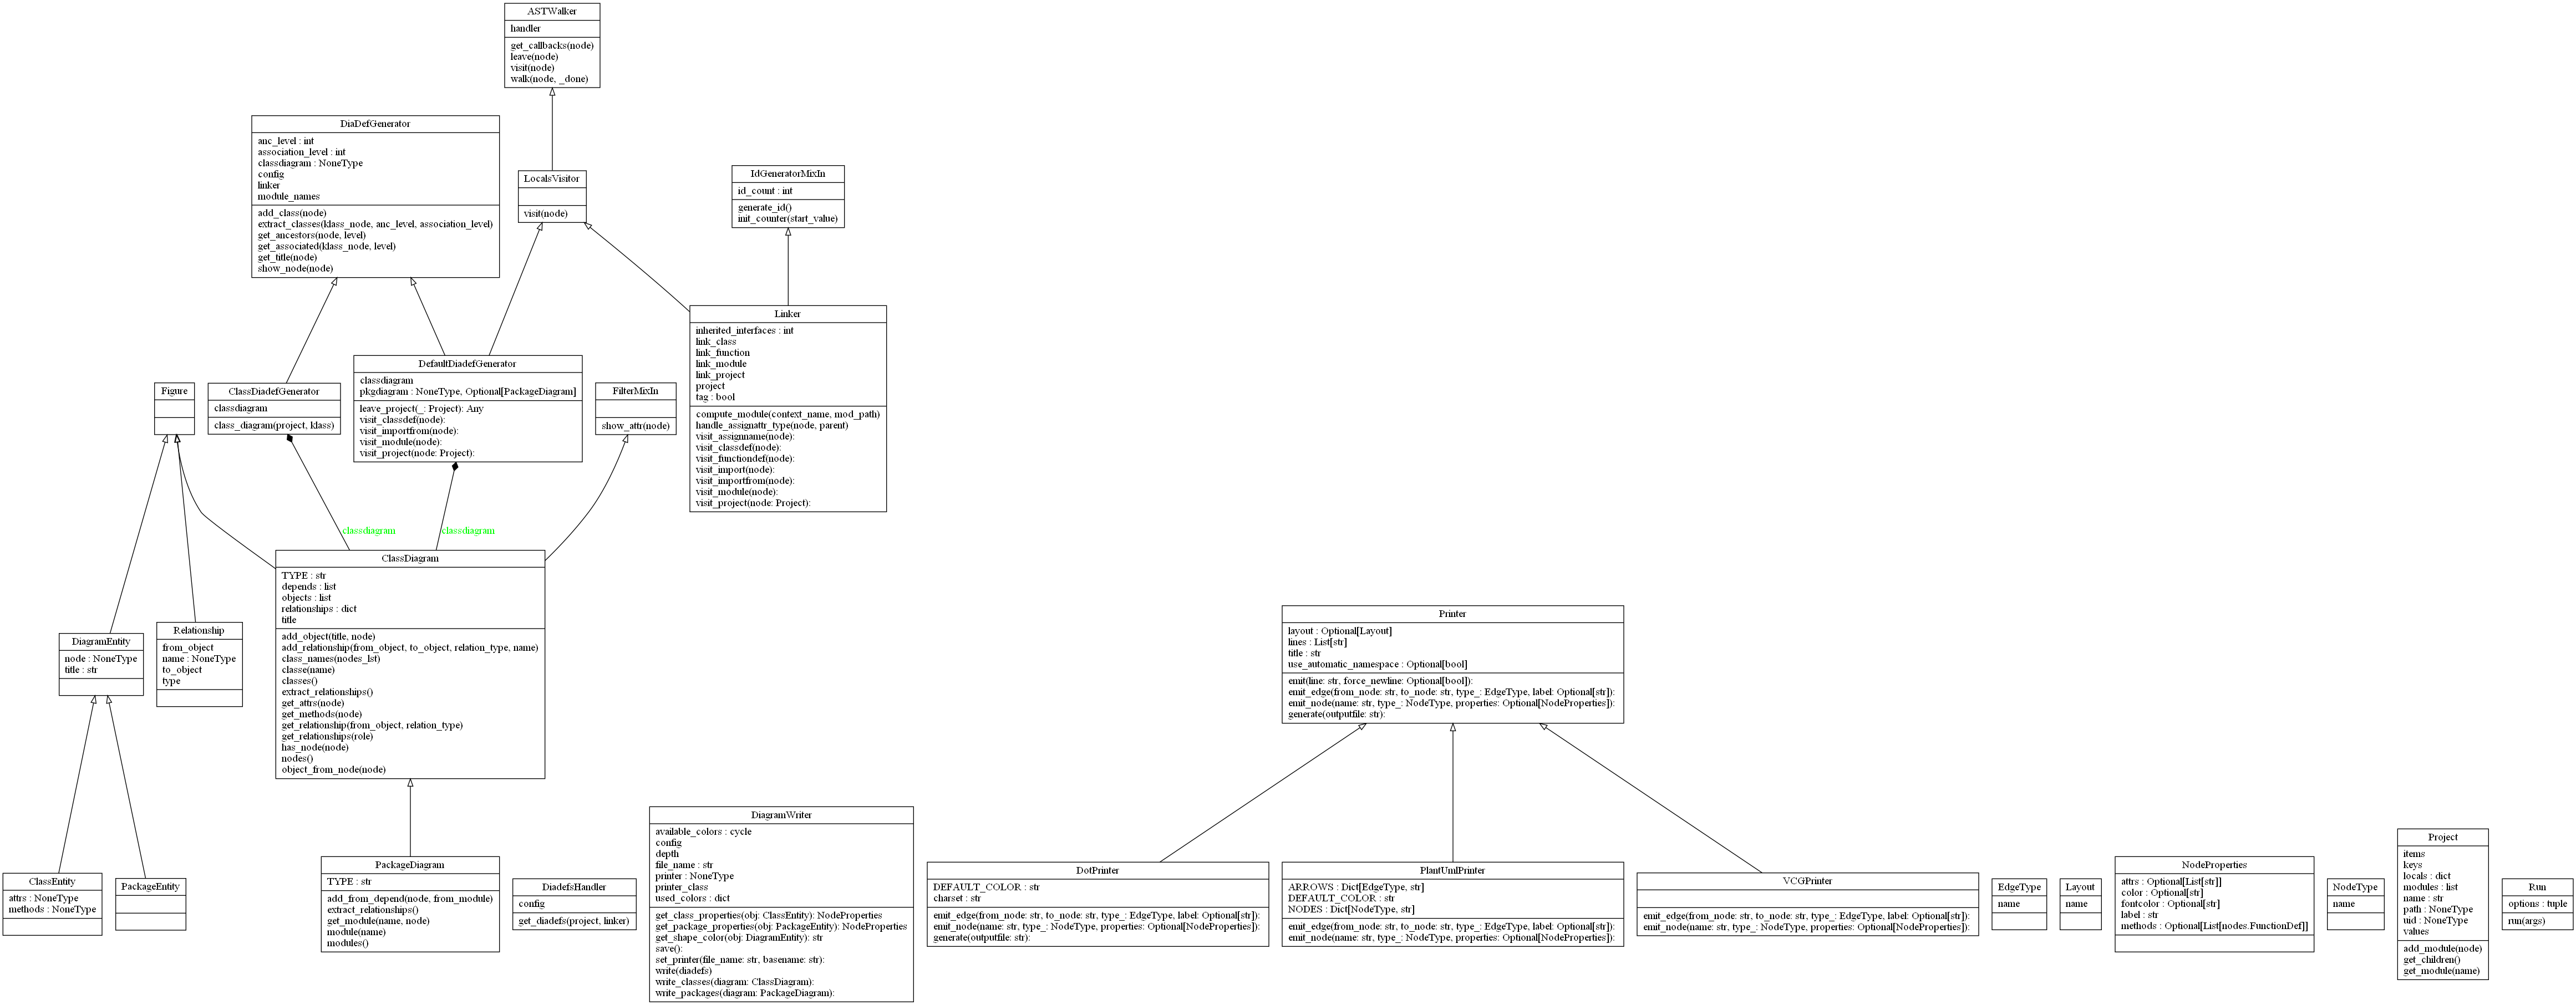 ASTWalker
handler
get_callbacks(node)
leave(node)
visit(node)
walk(node, _done)
DiaDefGenerator
anc_level : int
association_level : int
classdiagram : NoneType
config
linker
module_names
add_class(node)
extract_classes(klass_node, anc_level, association_level)
get_ancestors(node, level)
get_associated(klass_node, level)
get_title(node)
show_node(node)
LocalsVisitor
visit(node)
IdGeneratorMixIn
id_count : int
generate_id()
init_counter(start_value)
Linker
inherited_interfaces : int
link_class
link_function
link_module
link_project
project
tag : bool
compute_module(context_name, mod_path)
handle_assignattr_type(node, parent)
visit_assignname(node):
visit_classdef(node):
visit_functiondef(node):
visit_import(node):
visit_importfrom(node):
visit_module(node):
visit_project(node: Project):
Figure
ClassDiadefGenerator
classdiagram
class_diagram(project, klass)
DefaultDiadefGenerator
classdiagram
pkgdiagram : NoneType, Optional[PackageDiagram]
leave_project(_: Project): Any
visit_classdef(node):
visit_importfrom(node):
visit_module(node):
visit_project(node: Project):
FilterMixIn
show_attr(node)
classdiagram
classdiagram
ClassDiagram
TYPE : str
depends : list
objects : list
relationships : dict
title
add_object(title, node)
add_relationship(from_object, to_object, relation_type, name)
class_names(nodes_lst)
classe(name)
classes()
extract_relationships()
get_attrs(node)
get_methods(node)
get_relationship(from_object, relation_type)
get_relationships(role)
has_node(node)
nodes()
object_from_node(node)
DiagramEntity
node : NoneType
title : str
Relationship
from_object
name : NoneType
to_object
type
Printer
layout : Optional[Layout]
lines : List[str]
title : str
use_automatic_namespace : Optional[bool]
emit(line: str, force_newline: Optional[bool]):
emit_edge(from_node: str, to_node: str, type_: EdgeType, label: Optional[str]):
emit_node(name: str, type_: NodeType, properties: Optional[NodeProperties]):
generate(outputfile: str):
ClassEntity
attrs : NoneType
methods : NoneType
PackageEntity
PackageDiagram
TYPE : str
add_from_depend(node, from_module)
extract_relationships()
get_module(name, node)
module(name)
modules()
DiadefsHandler
config
get_diadefs(project, linker)
DiagramWriter
available_colors : cycle
config
depth
file_name : str
printer : NoneType
printer_class
used_colors : dict
get_class_properties(obj: ClassEntity): NodeProperties
get_package_properties(obj: PackageEntity): NodeProperties
get_shape_color(obj: DiagramEntity): str
save():
set_printer(file_name: str, basename: str):
write(diadefs)
write_classes(diagram: ClassDiagram):
write_packages(diagram: PackageDiagram):
DotPrinter
DEFAULT_COLOR : str
charset : str
emit_edge(from_node: str, to_node: str, type_: EdgeType, label: Optional[str]):
emit_node(name: str, type_: NodeType, properties: Optional[NodeProperties]):
generate(outputfile: str):
PlantUmlPrinter
ARROWS : Dict[EdgeType, str]
DEFAULT_COLOR : str
NODES : Dict[NodeType, str]
emit_edge(from_node: str, to_node: str, type_: EdgeType, label: Optional[str]):
emit_node(name: str, type_: NodeType, properties: Optional[NodeProperties]):
VCGPrinter
emit_edge(from_node: str, to_node: str, type_: EdgeType, label: Optional[str]):
emit_node(name: str, type_: NodeType, properties: Optional[NodeProperties]):
EdgeType
name
Layout
name
NodeProperties
attrs : Optional[List[str]]
color : Optional[str]
fontcolor : Optional[str]
label : str
methods : Optional[List[nodes.FunctionDef]]
NodeType
name
Project
items
keys
locals : dict
modules : list
name : str
path : NoneType
uid : NoneType
values
add_module(node)
get_children()
get_module(name)
Run
options : tuple
run(args)